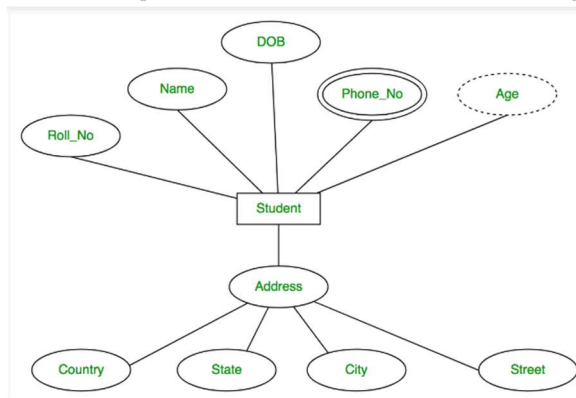 DOB
Name
Phone_No
Age
Roll_No
Student
Address
Country
State
City
Street